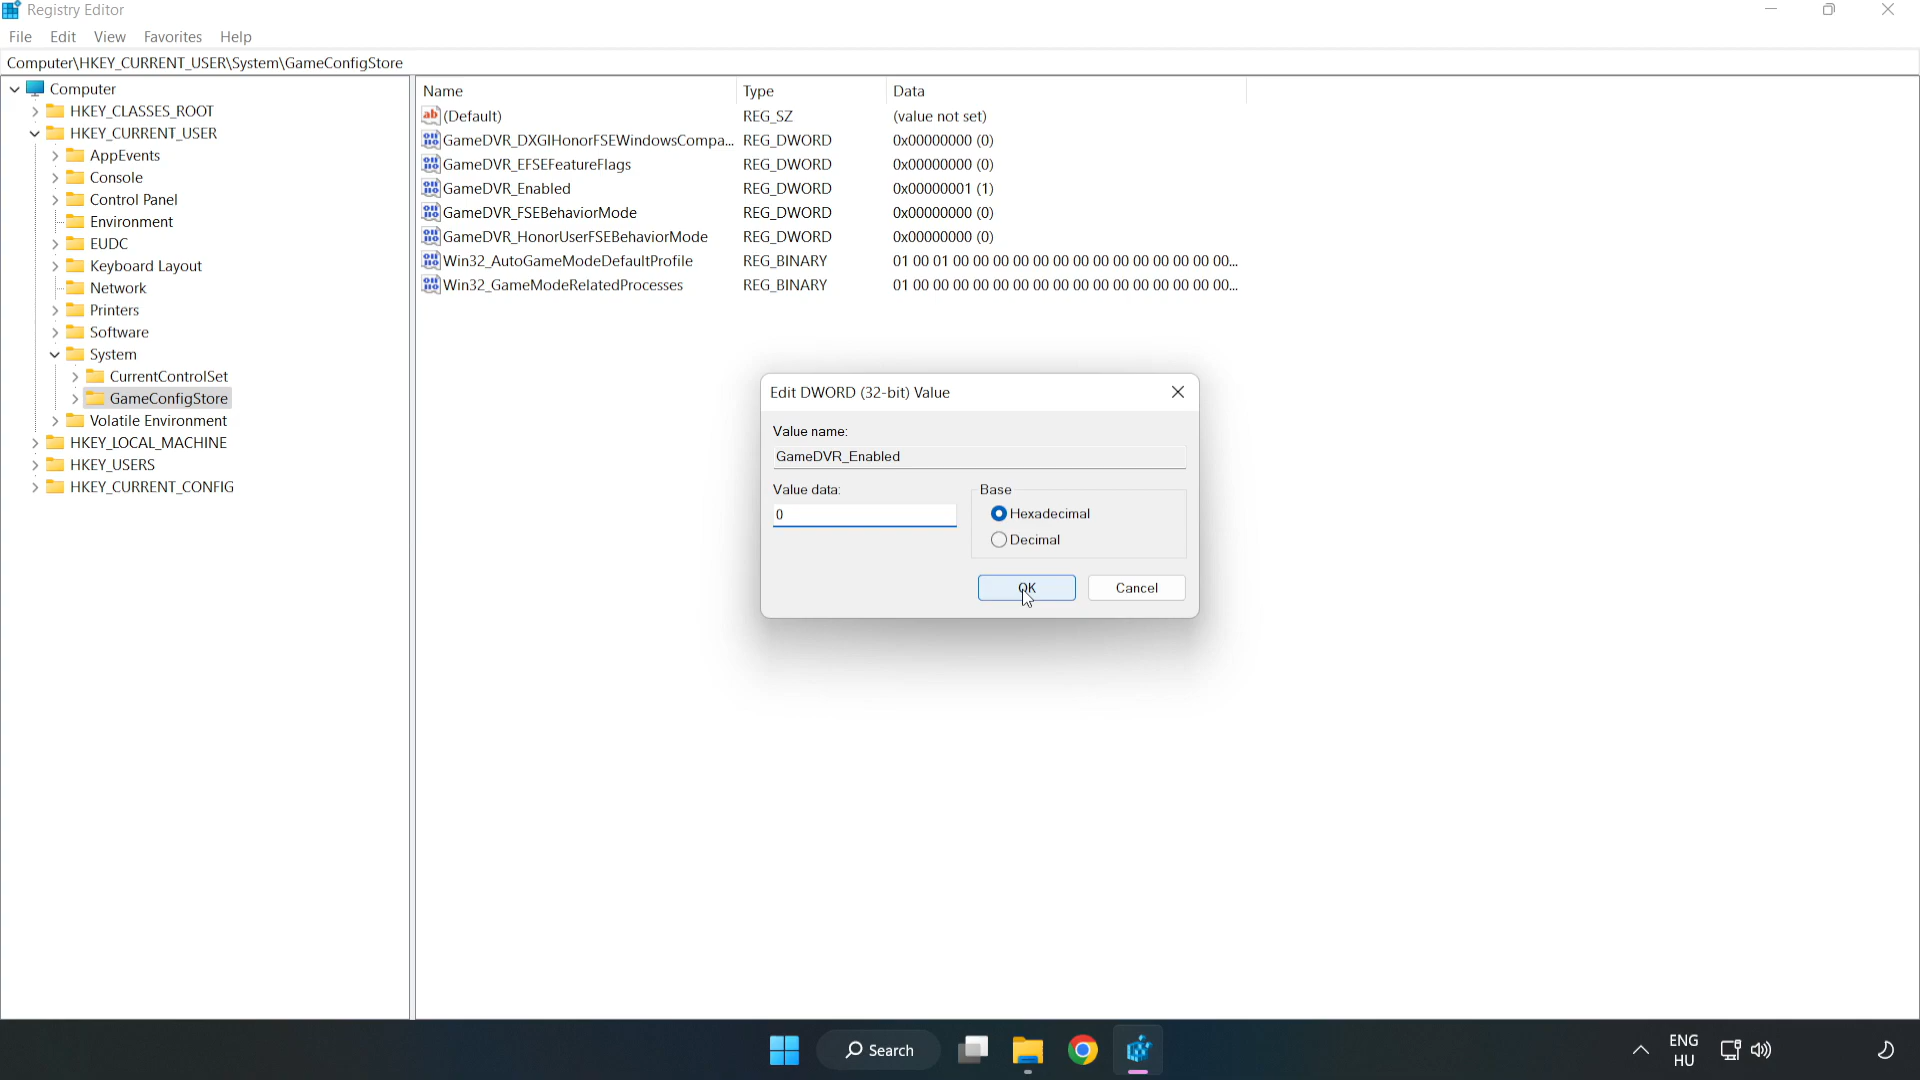 Registry Editor
File Edit View Favorites Help
Computer\HKEY_CURRENT_USER\System\GameConfigStore
Computer
HKEY_CLASSES_ROOT
HKEY_CURRENT_USER
AppEvents
Console
Control Panel
Environment
EUDC
Keyboard Layout
Network
Printers
Software
System
CurrentControlSet
GameConfigStore
Volatile Environment
HKEY_LOCAL_MACHINE
HKEY_USERS
HKEY_CURRENT_CONFIG
Name Type Data
(Default) REG_SZ (value not set)
GameDVR_DXGIHonorFSEWindowsCompa... REG_DWORD 0x00000000 (0)
GameDVR_EFSEFeatureFlags REG_DWORD 0x00000000 (0)
GameDVR_Enabled REG_DWORD 0x00000001 (1)
GameDVR_FSEBehaviorMode REG_DWORD 0x00000000 (0)
GameDVR_HonorUserFSEBehaviorMode REG_DWORD 0x00000000 (0)
Win32_AutoGameModeDefaultProfile REG_BINARY 01 00 01 00 00 00 00 00 00 00 00 00 00 00 00 00 00...
Win32_GameModeRelatedProcesses REG_BINARY 01 00 00 00 00 00 00 00 00 00 00 00 00 00 00 00 00...
Edit DWORD (32-bit) Value
Value name:
GameDVR_Enabled
Value data:
0
Base
Hexadecimal
Decimal
OK Cancel
Search
ENG
HU